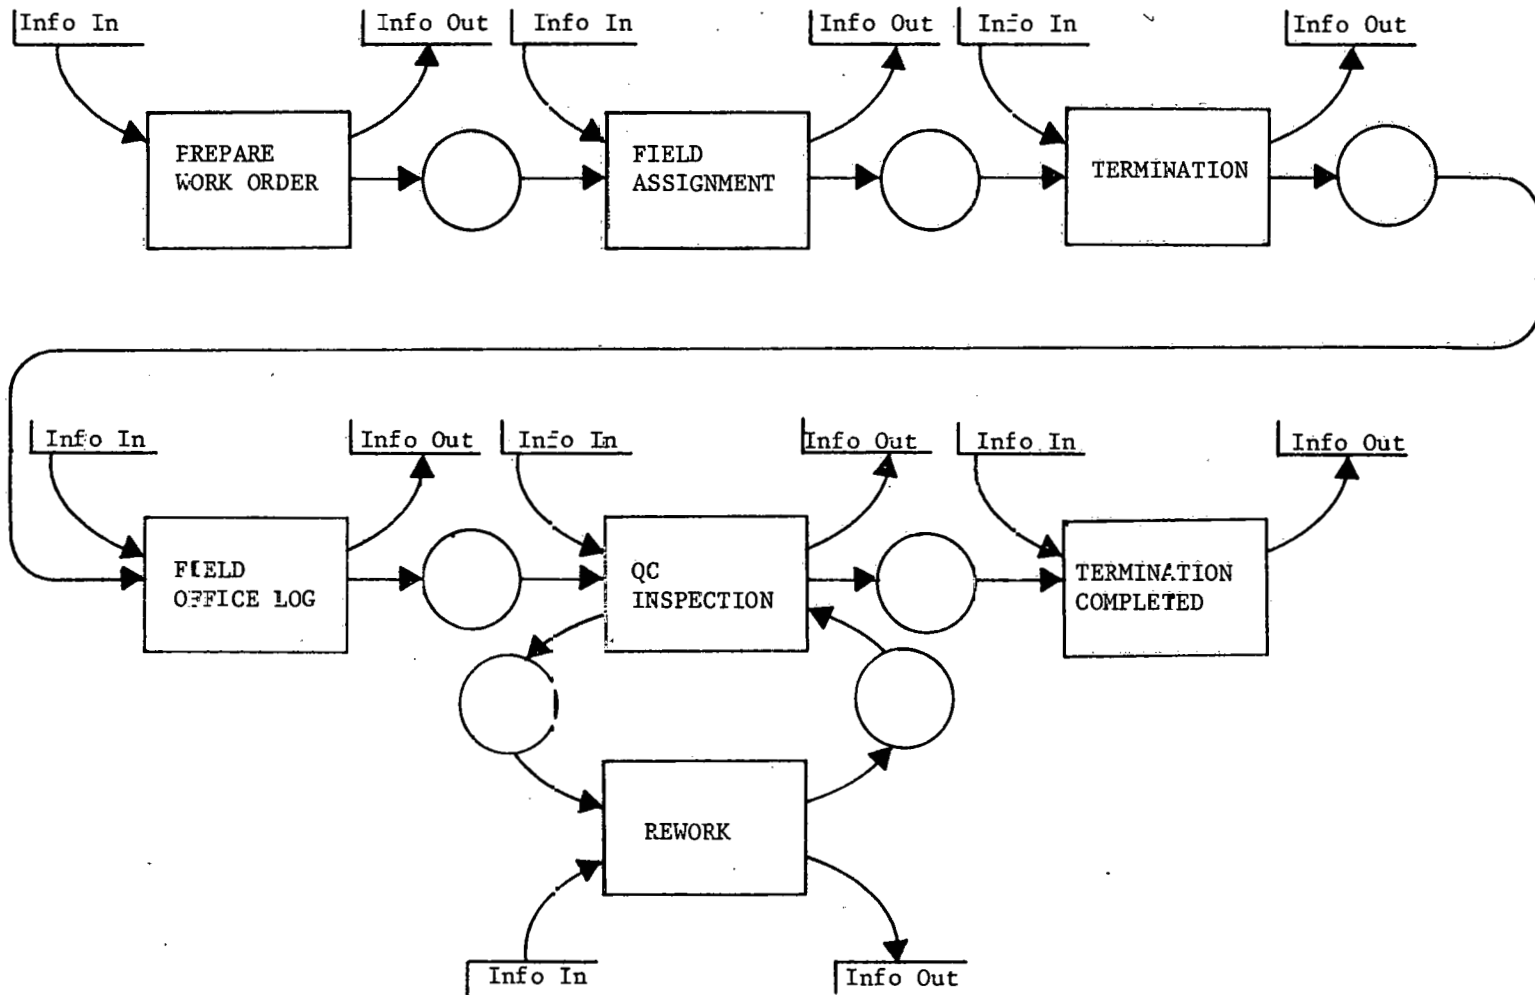 Info In
Info Out
Info In
Info Out
Info In
Info Out
PREPARE
WORK ORDER
FIELD
ASSIGNMENT
TERMINATION
Info In
Info Out
Info In
Info Out
Info In
Info Out
FIELD
OFFICE LOG
QC
INSPECTION
TERMINATION
COMPLETED
REWORK
Info In
Info Out